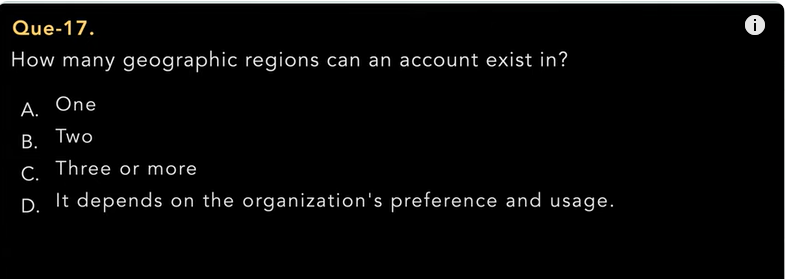 Que-17.
i
How many geographic regions can an account exist in?
A. One
B. Two
C. Three or more
D. It depends on the organization's preference and usage.